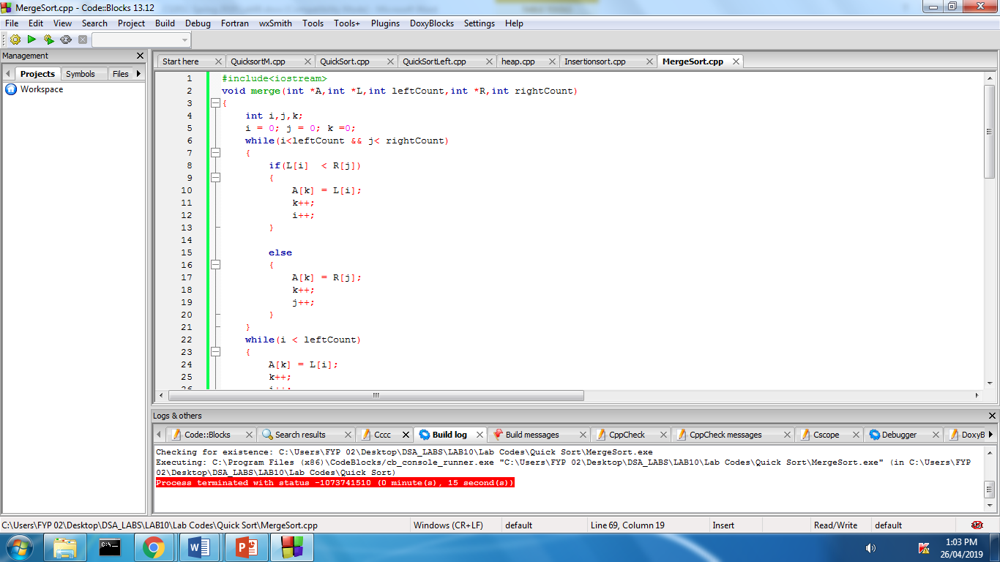 MergeSort.cpp - Code::Blocks 13.12
File Edit View Search Project Build Debug Fortran wxSmith Tools Tools+ Plugins DoxyBlocks Settings Help
Management
Projects Symbols Files
Workspace
Start here QuicksortM.cpp QuickSort.cpp QuickSortLeft.cpp heap.cpp Insertionsort.cpp MergeSort.cpp
1 #include<iostream>
2 void merge(int *A,int *L,int leftCount,int *R,int rightCount)
3 {
4 int i,j,k;
5 i = 0; j = 0; k =0;
6 while(i<leftCount && j< rightCount)
7 {
8 if(L[i]  < R[j])
9 {
10 A[k] = L[i];
11 k++;
12 i++;
13 }
14
15 else
16 {
17 A[k] = R[j];
18 k++;
19 j++;
20 }
21 }
22 while(i < leftCount)
23 {
24 A[k] = L[i];
25 k++;
26 i++;
Logs & others
Code::Blocks Search results Cccc Build log Build messages CppCheck CppCheck messages Cscope Debugger DoxyB
Checking for existence: C:\Users\FYP 02\Desktop\DSA_LABS\LAB10\Lab Codes\Quick Sort\MergeSort.exe
Executing: C:\Program Files (x86)\CodeBlocks/cb_console_runner.exe "C:\Users\FYP 02\Desktop\DSA_LABS\LAB10\Lab Codes\Quick Sort\MergeSort.exe" (in C:\Users\FYP
02\Desktop\DSA_LABS\LAB10\Lab Codes\Quick Sort)
Process terminated with status -1073741510 (0 minute(s), 15 second(s))
C:\Users\FYP 02\Desktop\DSA_LABS\LAB10\Lab Codes\Quick Sort\MergeSort.cpp Windows (CR+LF) default Line 69, Column 19 Insert Read/Write default abc
C:\_
1:03 PM
26/04/2019